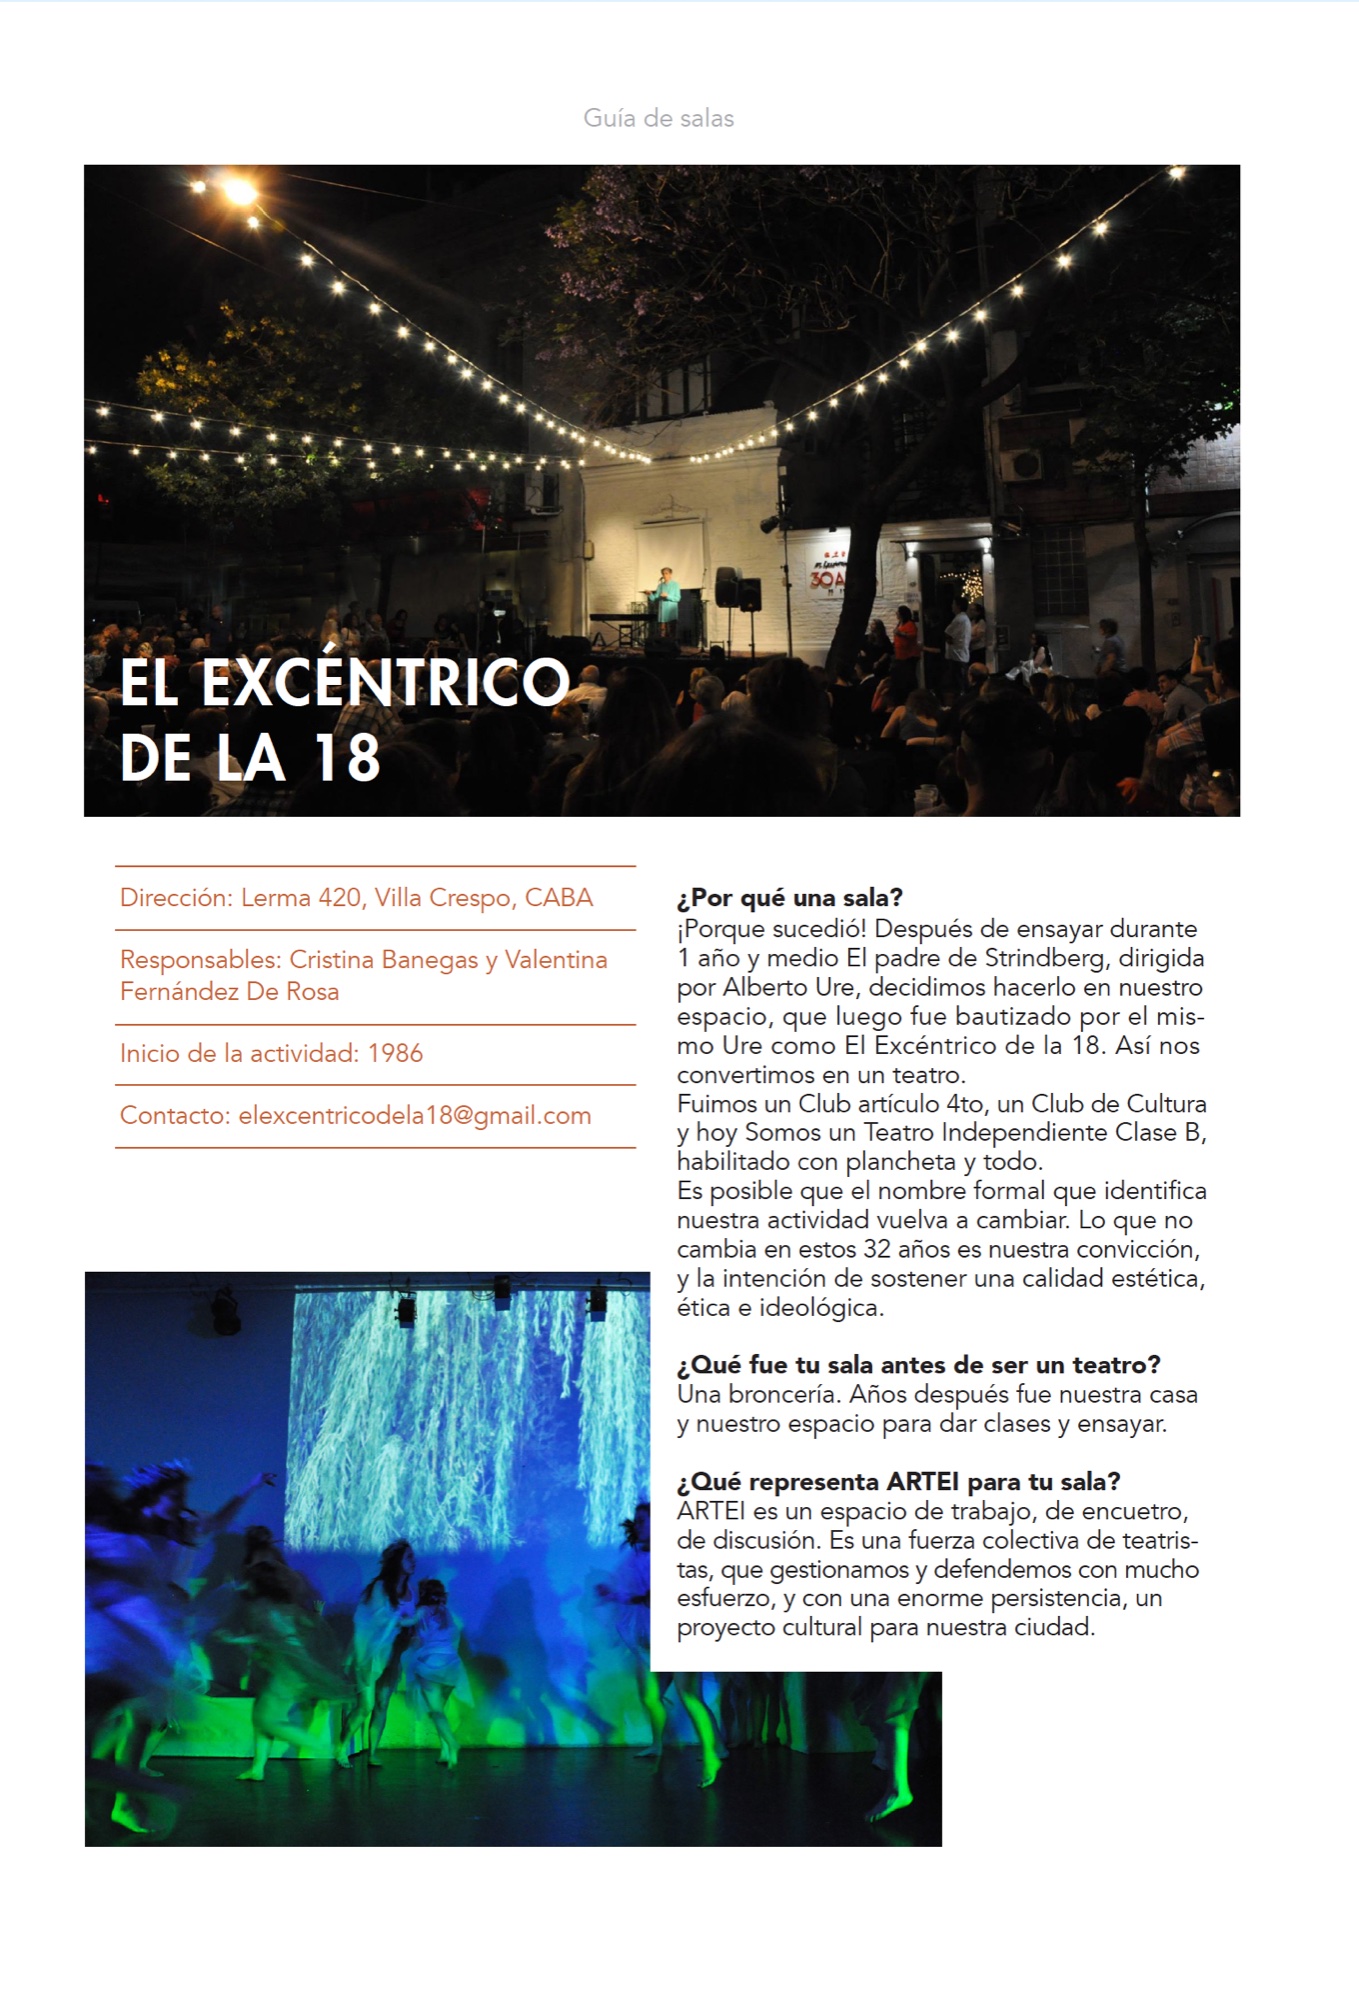 Guía de salas
30 A
EL EXCÉNTRICO
DE LA 18
Dirección: Lerma 420, Villa Crespo, CABA
Responsables: Cristina Banegas y Valentina
Fernández De Rosa
Inicio de la actividad: 1986
Contacto: elexcentricodela18@gmail.com
¿Por qué una sala?
¡Porque sucedió! Después de ensayar durante
1 año y medio El padre de Strindberg, dirigida
por Alberto Ure, decidimos hacerlo en nuestro
espacio, que luego fue bautizado por el mis-
mo Ure como El Excéntrico de la 18. Así nos
convertimos en un teatro.
Fuimos un Club artículo 4to, un Club de Cultura
y hoy Somos un Teatro Independiente Clase B,
habilitado con plancheta y todo.
Es posible que el nombre formal que identifica
nuestra actividad vuelva a cambiar. Lo que no
cambia en estos 32 años es nuestra convicción,
y la intención de sostener una calidad estética,
ética e ideológica.
¿Qué fue tu sala antes de ser un teatro?
Una broncería. Años después fue nuestra casa
y nuestro espacio para dar clases y ensayar.
¿Qué representa ARTEI para tu sala?
ARTEI es un espacio de trabajo, de encuetro,
de discusión. Es una fuerza colectiva de teatris-
tas, que gestionamos y defendemos con mucho
esfuerzo, y con una enorme persistencia, un
proyecto cultural para nuestra ciudad.